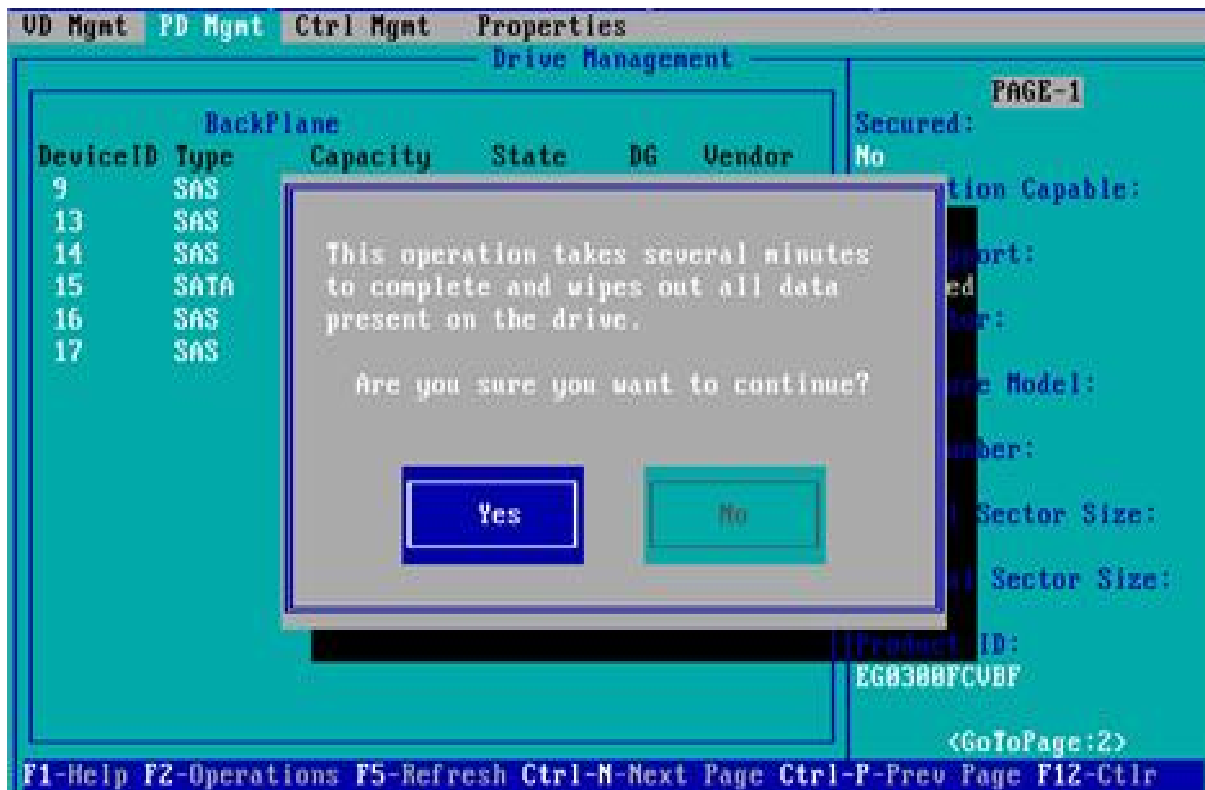 VD Mgmt PD Mgmt Ctrl Mgmt Properties
Drive Management
BackPlane
DeviceID Type Capacity State DG Vendor
9 SAS
13 SAS
14 SAS
15 SATA
16 SAS
17 SAS
This operation takes several minutes
to complete and wipes out all data
present on the drive.
Are you sure you want to continue?
Yes No
PAGE-1
Secured:
No
tion Capable:
port:
ed
r:
e Model:
ber:
Sector Size:
Sector Size:
Product ID:
EG0300FCVBF
<GoToPage:2>
F1-Help F2-Operations F5-Refresh Ctrl-N-Next Page Ctrl-P-Prev Page F12-Ctlr